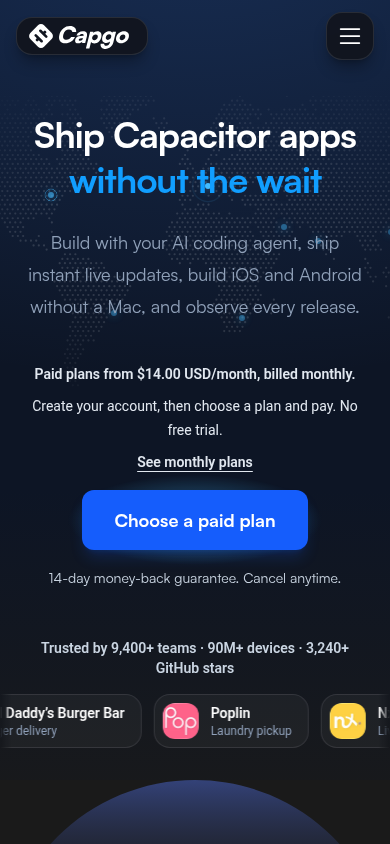 Capgo
Ship Capacitor apps
without the wait
Build with your AI coding agent, ship
instant live updates, build iOS and Android
without a Mac, and observe every release.
Paid plans from $14.00 USD/month, billed monthly.
Create your account, then choose a plan and pay. No
free trial.
See monthly plans
Choose a paid plan
14-day money-back guarantee. Cancel anytime.
Trusted by 9,400+ teams · 90M+ devices · 3,240+
GitHub stars
Daddy's Burger Bar
delivery
Pop
Poplin
Laundry pickup
nx